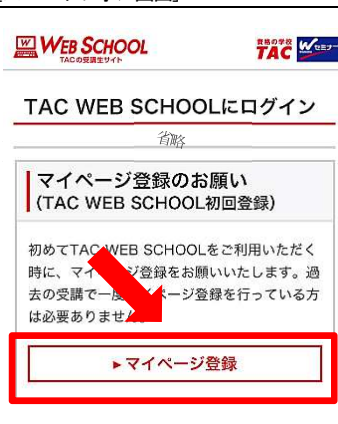 WEB SCHOOL
TACの受講生サイト
資格の学校
TAC
Wセミナー
TAC WEB SCHOOLにログイン
省略
マイページ登録のお願い
(TAC WEB SCHOOL初回登録)
初めてTAC WEB SCHOOLをご利用いただく
時に、マイ ジ登録をお願いいたします。過
去の受講で一度 ページ登録を行っている方
は必要ありません
▸マイページ登録